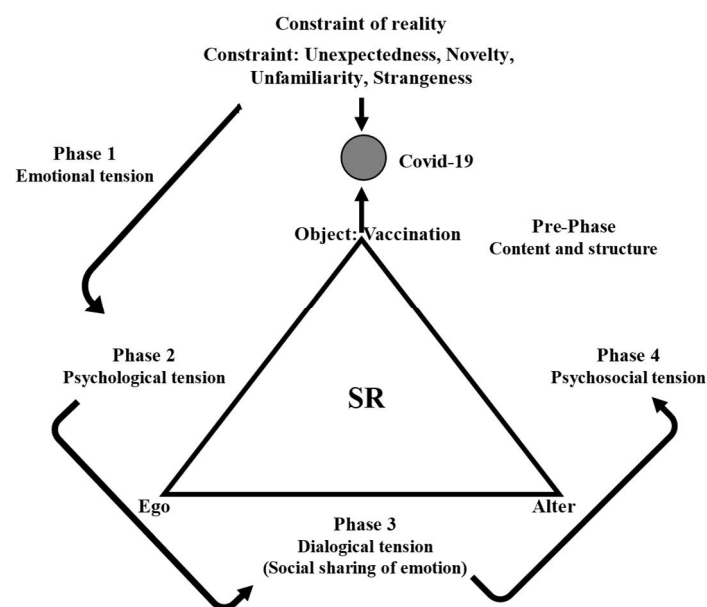 Constraint of reality
Constraint: Unexpectedness, Novelty,
Unfamiliarity, Strangeness
Phase 1
Emotional tension
Covid-19
Object: Vaccination
Pre-Phase
Content and structure
Phase 2
Psychological tension
Phase 4
Psychosocial tension
SR
Ego
Alter
Phase 3
Dialogical tension
(Social sharing of emotion)